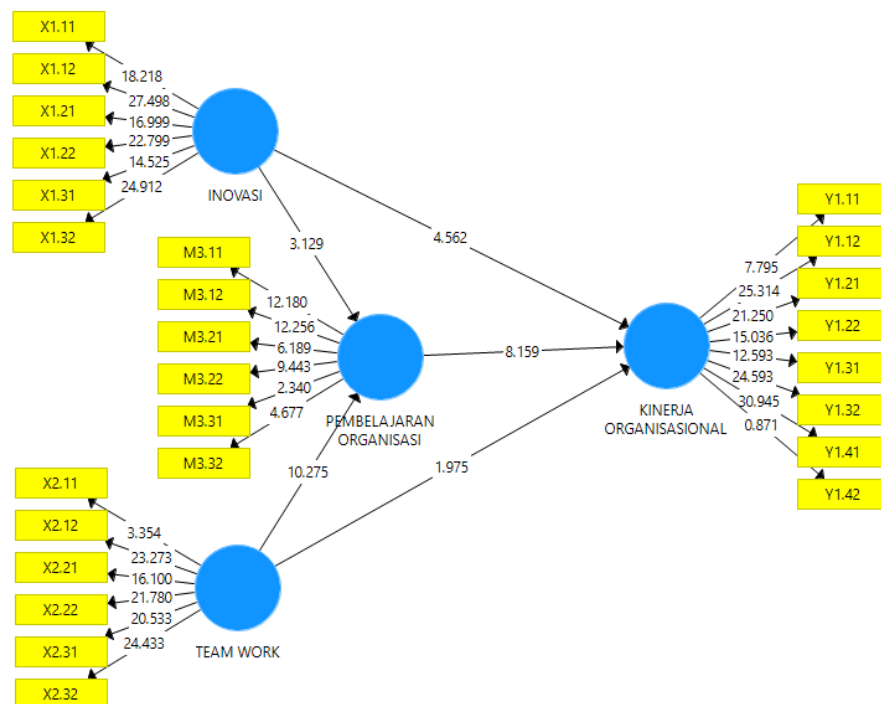 X1.11
X1.12
X1.21
X1.22
X1.31
X1.32
18.218
27.498
16.999
22.799
14.525
24.912
INOVASI
3.129
4.562
M3.11
M3.12
M3.21
M3.22
M3.31
M3.32
12.180
12.256
6.189
9.443
2.340
4.677
PEMBELAJARAN
ORGANISASI
8.159
10.275
1.975
X2.11
X2.12
X2.21
X2.22
X2.31
X2.32
3.354
23.273
16.100
21.780
20.533
24.433
TEAM WORK
KINERJA
ORGANISASIONAL
7.795
25.314
21.250
15.036
12.593
24.593
30.945
0.871
Y1.11
Y1.12
Y1.21
Y1.22
Y1.31
Y1.32
Y1.41
Y1.42